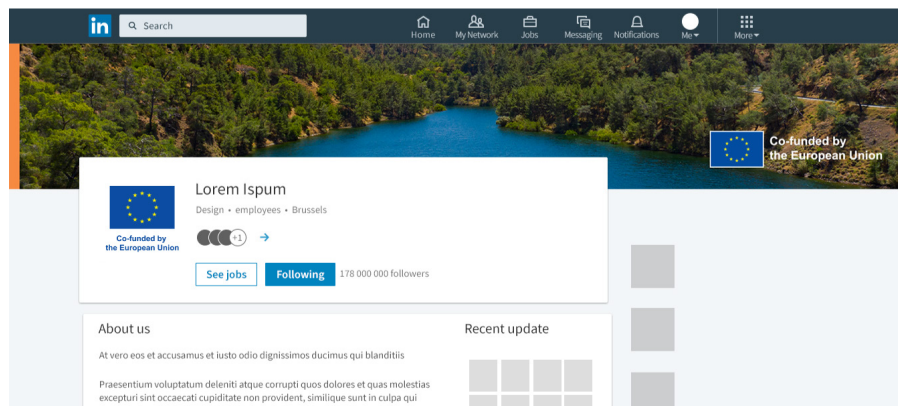 in
Search
Home
My Network
Jobs
Messaging
Notifications
Me
More
Co-funded by
the European Union
Lorem Ispum
Design • employees • Brussels
Co-funded by
the European Union
+1
See jobs
Following
178 000 000 followers
About us
At vero eos et accusamus et iusto odio dignissimos ducimus qui blanditiis
Praesentium voluptatum deleniti atque corrupti quos dolores et quas molestias
excepturi sint occaecati cupiditate non provident, similique sunt in culpa qui
Recent update